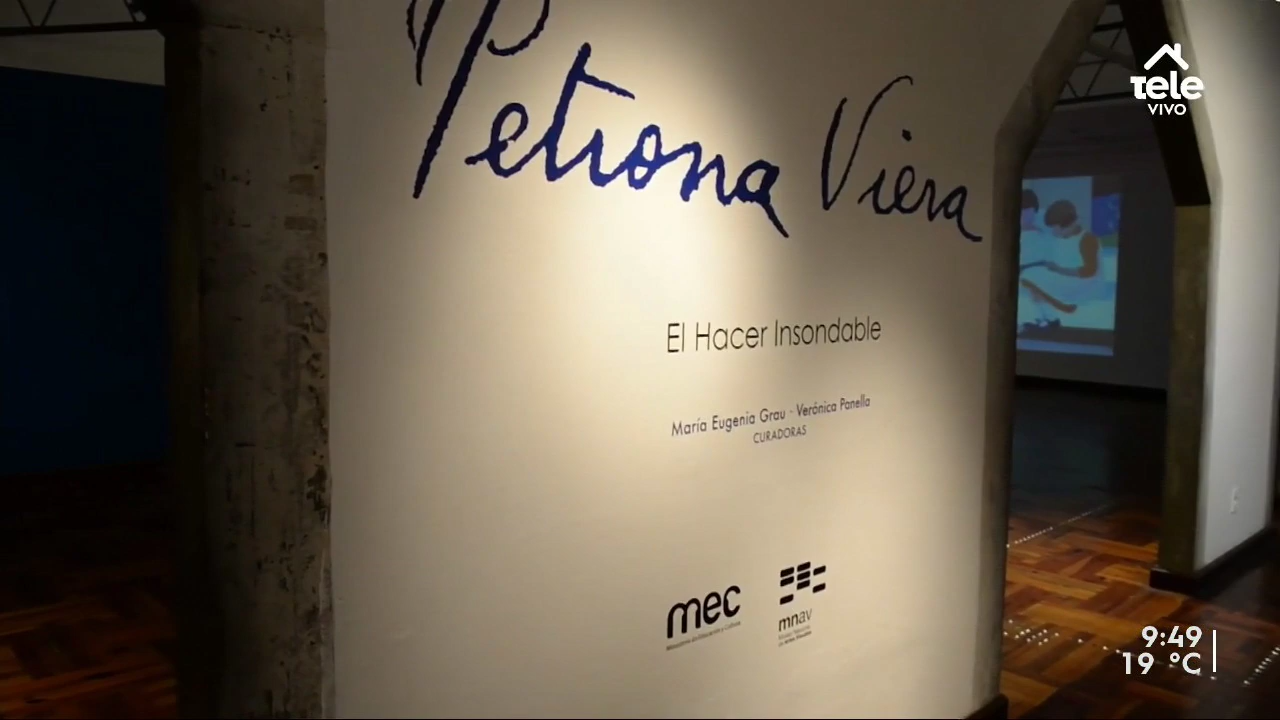 Petrona Viera
El Hacer Insondable
María Eugenia Grau - Verónica Panella
CURADORAS
mec
mnav
tele
VIVO
9:49
19 °C